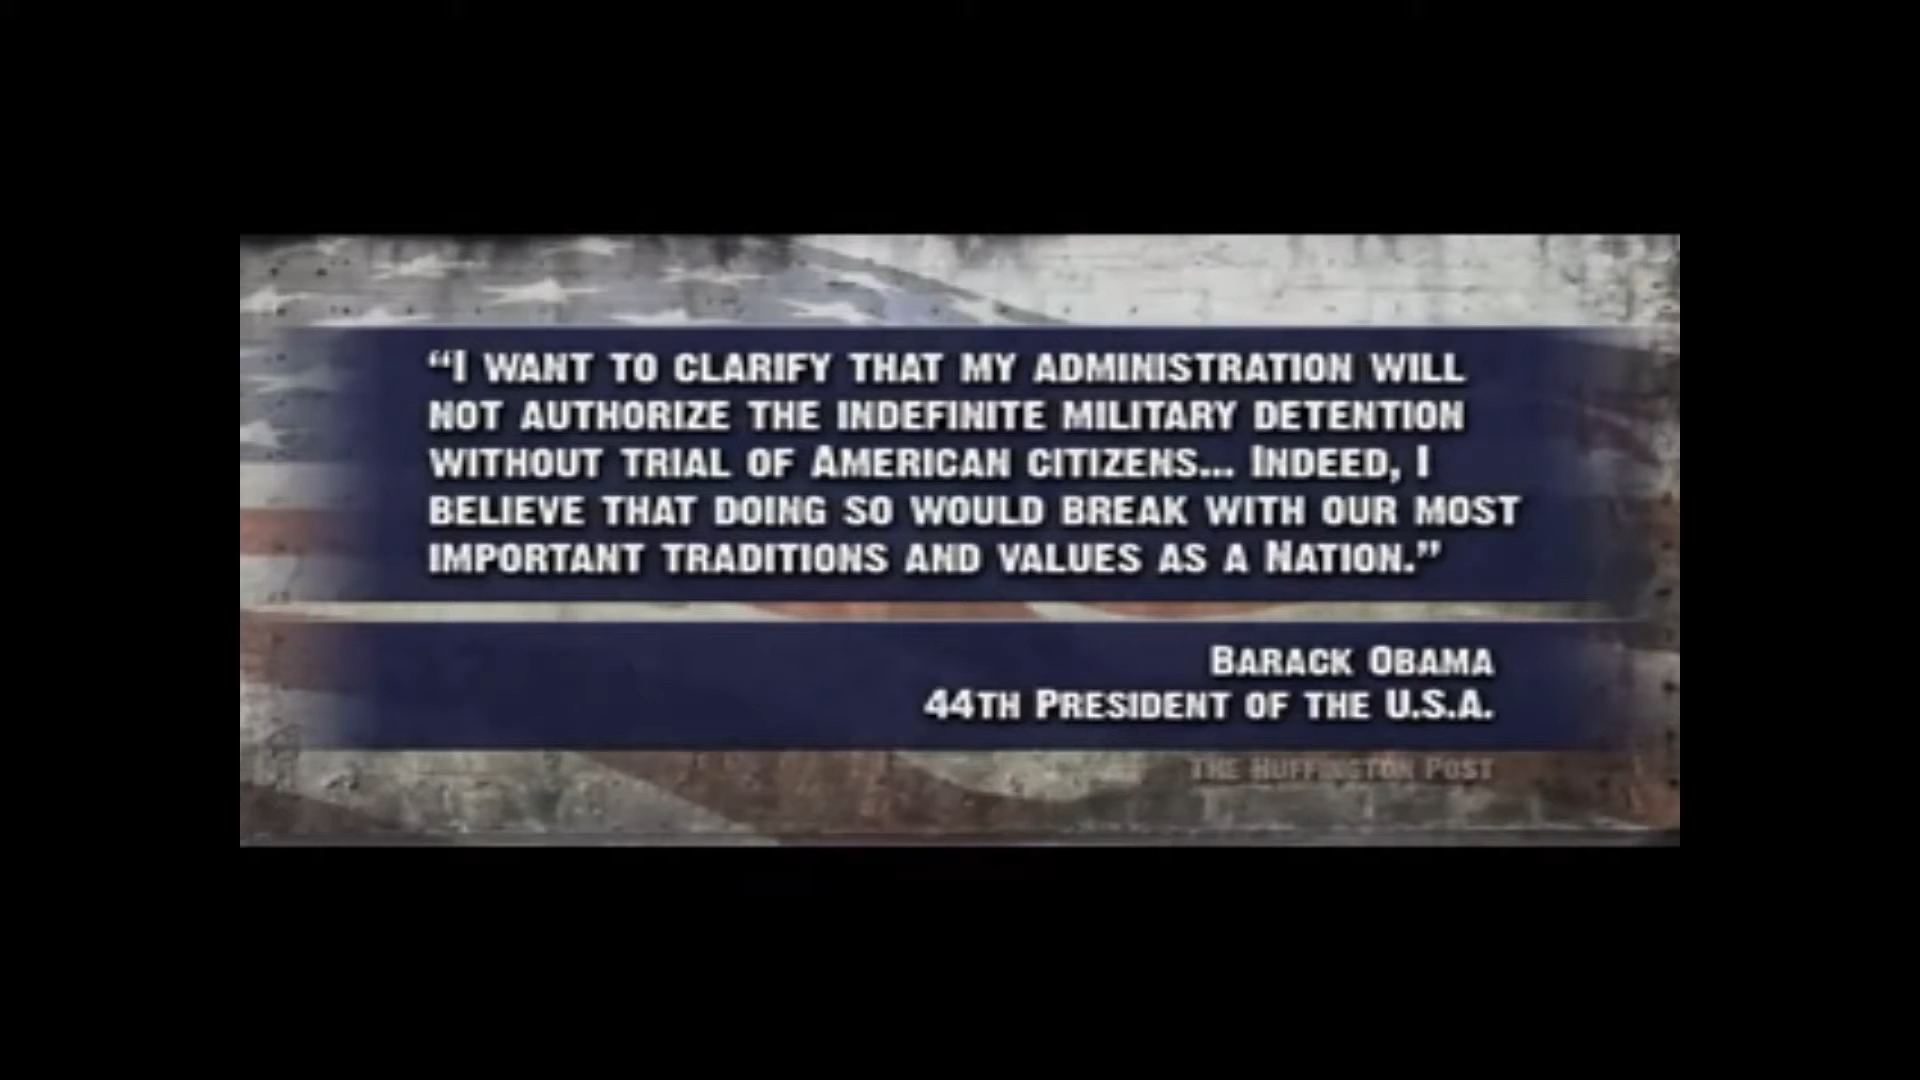 “I WANT TO CLARIFY THAT MY ADMINISTRATION WILL
NOT AUTHORIZE THE INDEFINITE MILITARY DETENTION
WITHOUT TRIAL OF AMERICAN CITIZENS... INDEED, I
BELIEVE THAT DOING SO WOULD BREAK WITH OUR MOST
IMPORTANT TRADITIONS AND VALUES AS A NATION.”
BARACK OBAMA
44TH PRESIDENT OF THE U.S.A.
THE HUFFINGTON POST